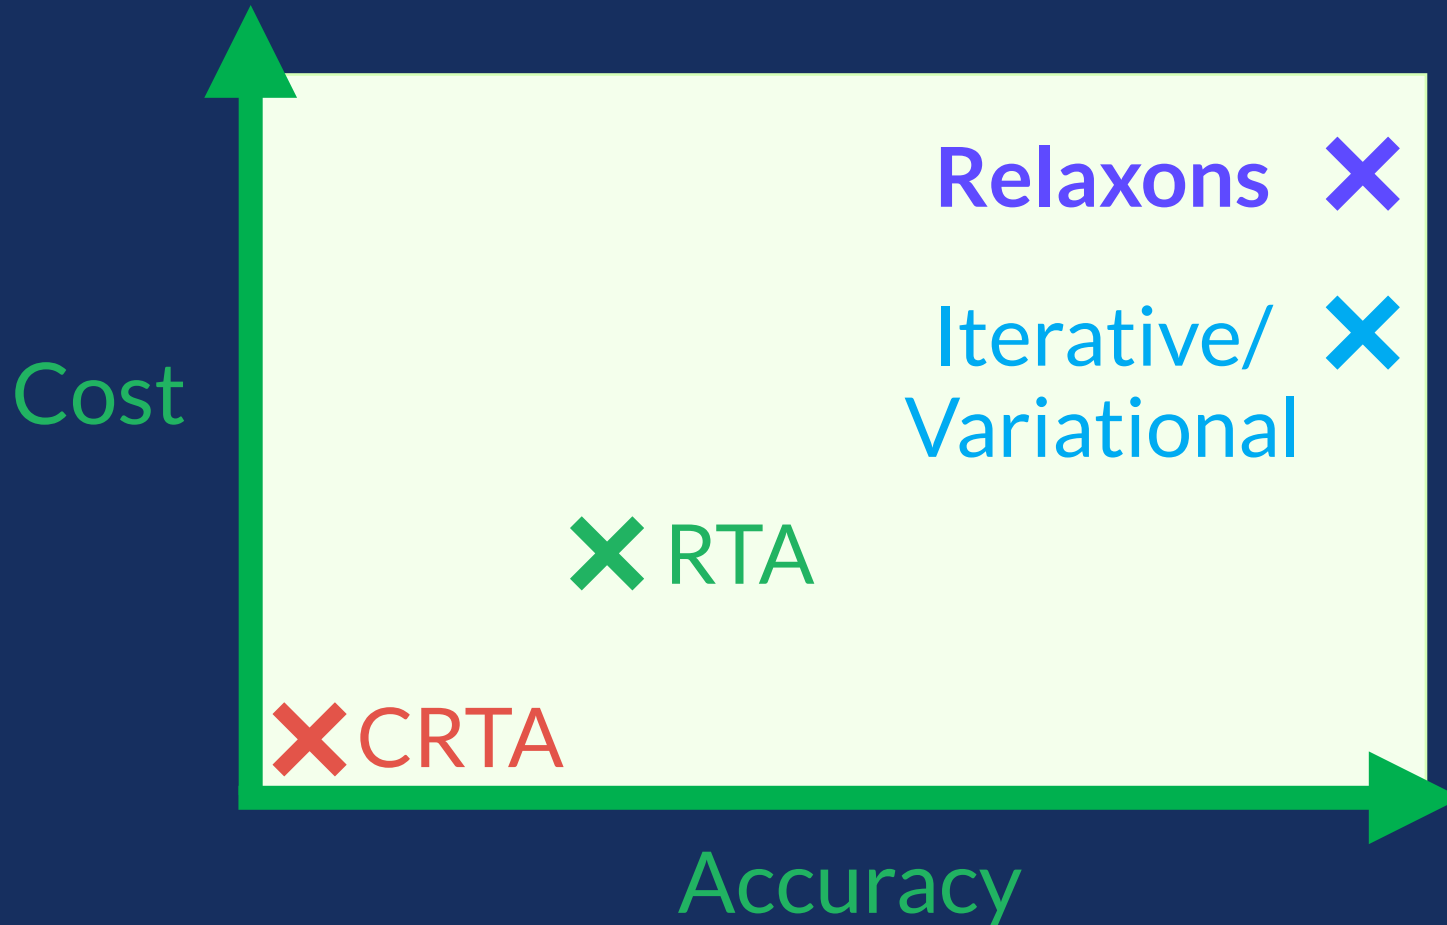 Relaxons
Iterative/
Variational
Cost
RTA
CRTA
Accuracy